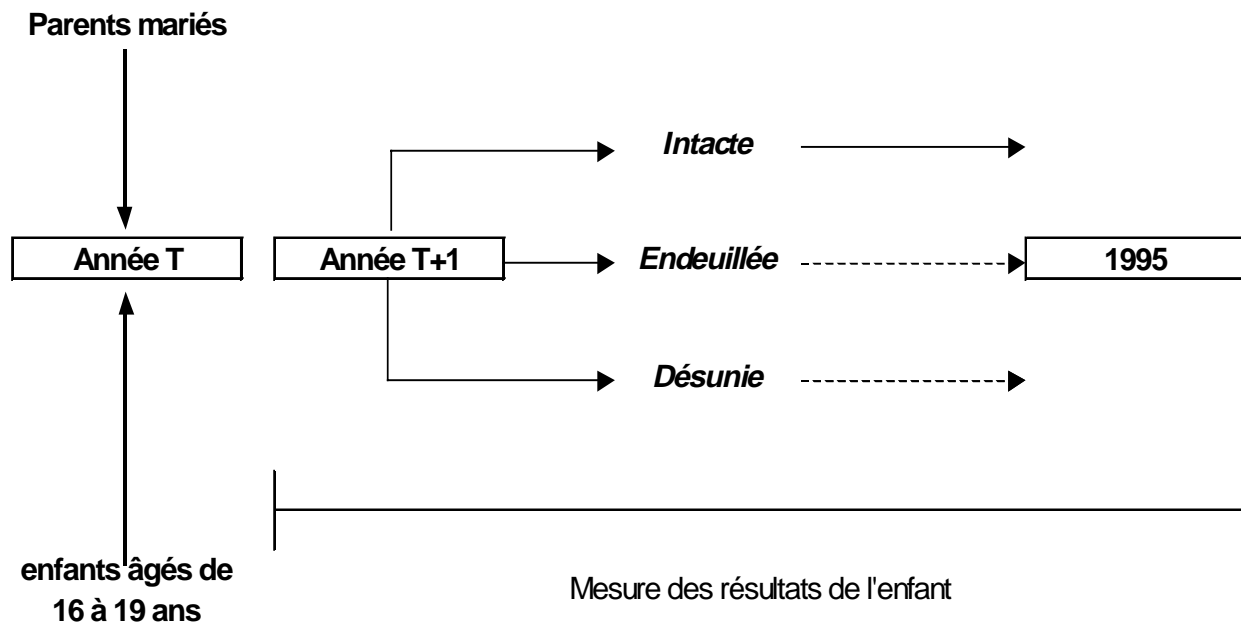 Parents mariés
Intacte
Année T
Année T+1
Endeuillée
1995
Désunie
enfants âgés de
16 à 19 ans
Mesure des résultats de l'enfant